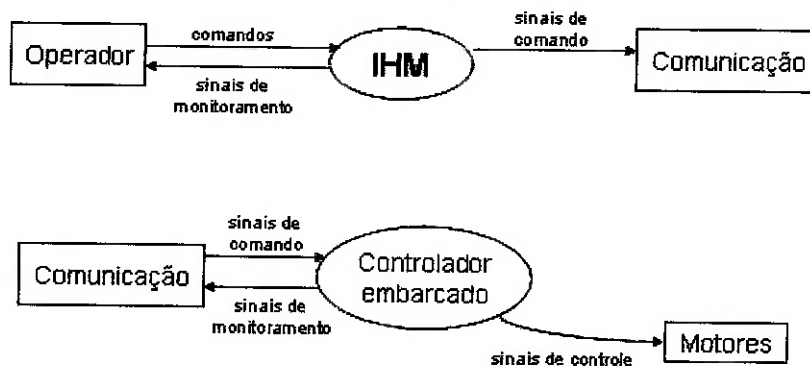 Operador
comandos
sinais de
monitoramento
IHM
sinais de
comando
Comunicação
Comunicação
sinais de
comando
sinais de
monitoramento
Controlador
embarcado
sinais de controle
Motores